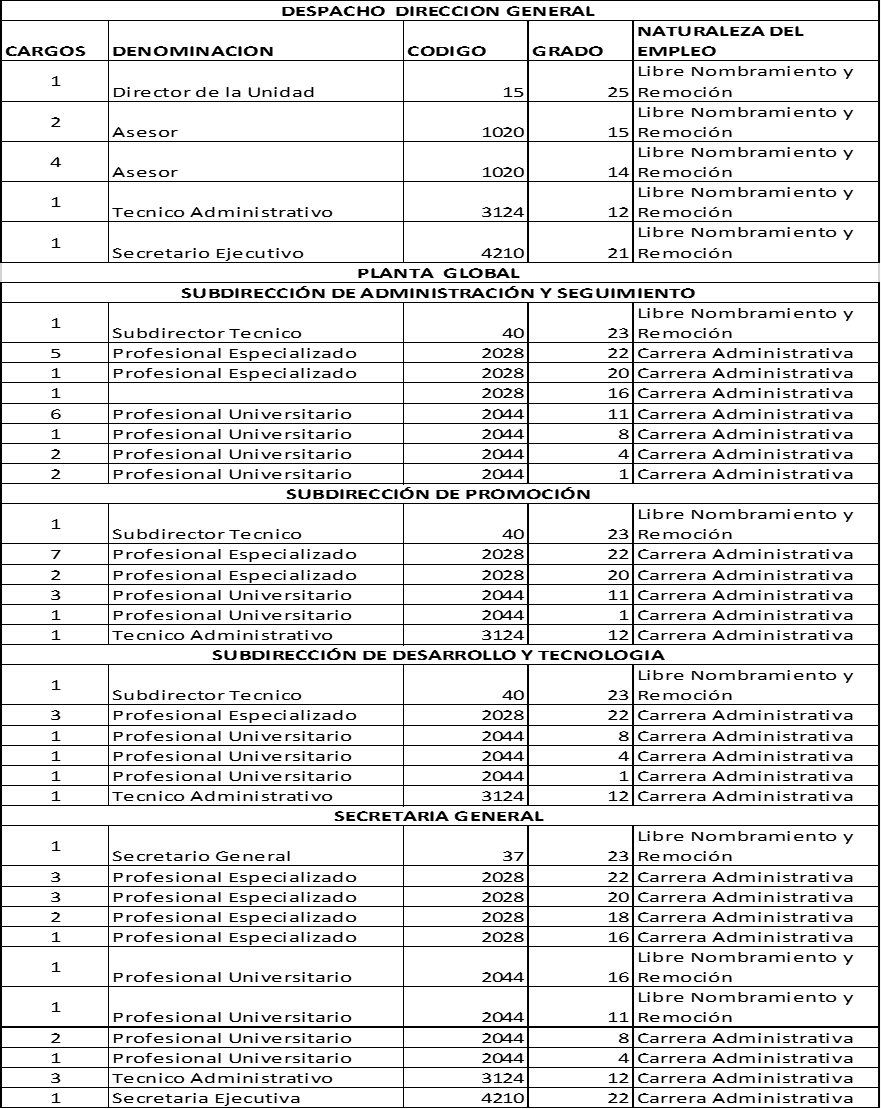 DESPACHO DIRECCION GENERAL
CARGOS DENOMINACION CODIGO GRADO NATURALEZA DEL EMPLEO
1 Director de la Unidad 15 25 Libre Nombramiento y Remoción
2 Asesor 1020 15 Libre Nombramiento y Remoción
4 Asesor 1020 14 Libre Nombramiento y Remoción
1 Tecnico Administrativo 3124 12 Libre Nombramiento y Remoción
1 Secretario Ejecutivo 4210 21 Libre Nombramiento y Remoción
PLANTA GLOBAL
SUBDIRECCIÓN DE ADMINISTRACIÓN Y SEGUIMIENTO
1 Subdirector Tecnico 40 23 Libre Nombramiento y Remoción
5 Profesional Especializado 2028 22 Carrera Administrativa
1 Profesional Especializado 2028 20 Carrera Administrativa
1 2028 16 Carrera Administrativa
6 Profesional Universitario 2044 11 Carrera Administrativa
1 Profesional Universitario 2044 8 Carrera Administrativa
2 Profesional Universitario 2044 4 Carrera Administrativa
2 Profesional Universitario 2044 1 Carrera Administrativa
SUBDIRECCIÓN DE PROMOCIÓN
1 Subdirector Tecnico 40 23 Libre Nombramiento y Remoción
7 Profesional Especializado 2028 22 Carrera Administrativa
2 Profesional Especializado 2028 20 Carrera Administrativa
3 Profesional Universitario 2044 11 Carrera Administrativa
1 Profesional Universitario 2044 1 Carrera Administrativa
1 Tecnico Administrativo 3124 12 Carrera Administrativa
SUBDIRECCIÓN DE DESARROLLO Y TECNOLOGIA
1 Subdirector Tecnico 40 23 Libre Nombramiento y Remoción
3 Profesional Especializado 2028 22 Carrera Administrativa
1 Profesional Universitario 2044 8 Carrera Administrativa
1 Profesional Universitario 2044 4 Carrera Administrativa
1 Profesional Universitario 2044 1 Carrera Administrativa
1 Tecnico Administrativo 3124 12 Carrera Administrativa
SECRETARIA GENERAL
1 Secretario General 37 23 Libre Nombramiento y Remoción
3 Profesional Especializado 2028 22 Carrera Administrativa
3 Profesional Especializado 2028 20 Carrera Administrativa
2 Profesional Especializado 2028 18 Carrera Administrativa
1 Profesional Especializado 2028 16 Carrera Administrativa
1 Profesional Universitario 2044 16 Libre Nombramiento y Remoción
1 Profesional Universitario 2044 11 Libre Nombramiento y Remoción
2 Profesional Universitario 2044 8 Carrera Administrativa
1 Profesional Universitario 2044 4 Carrera Administrativa
3 Tecnico Administrativo 3124 12 Carrera Administrativa
1 Secretaria Ejecutiva 4210 22 Carrera Administrativa